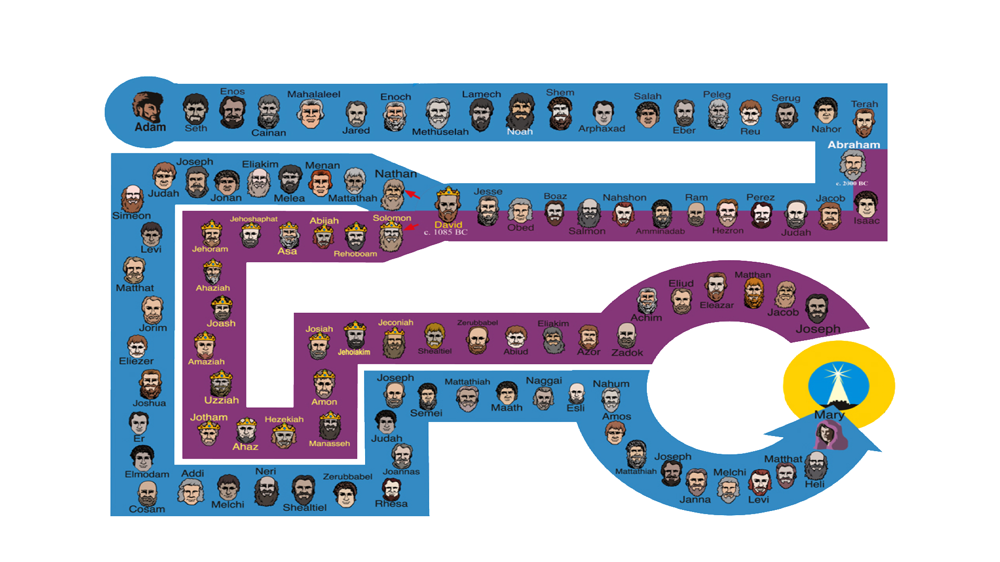 Adam
Seth
Enos
Cainan
Mahalaleel
Jared
Enoch
Methuselah
Lamech
Noah
Shem
Arphaxad
Salah
Eber
Peleg
Reu
Serug
Nahor
Terah
Abraham
c. 2000 BC
Isaac
Jacob
Judah
Perez
Hezron
Ram
Amminadab
Nahshon
Salmon
Boaz
Obed
Jesse
David
c. 1085 BC
Nathan
Mattathah
Menan
Melea
Eliakim
Jonan
Joseph
Judah
Simeon
Levi
Matthat
Jorim
Eliezer
Joshua
Er
Elmodam
Cosam
Addi
Melchi
Neri
Shealtiel
Zerubbabel
Rhesa
Joannas
Judah
Joseph
Semei
Mattathiah
Maath
Naggai
Esli
Nahum
Amos
Mattathiah
Joseph
Janna
Melchi
Levi
Matthat
Heli
Mary
Solomon
Rehoboam
Abijah
Asa
Jehoshaphat
Jehoram
Ahaziah
Joash
Amaziah
Uzziah
Jotham
Ahaz
Hezekiah
Manasseh
Amon
Josiah
Jehoiakim
Jeconiah
Shealtiel
Zerubbabel
Abiud
Eliakim
Azor
Zadok
Achim
Eliud
Eleazar
Matthan
Jacob
Joseph